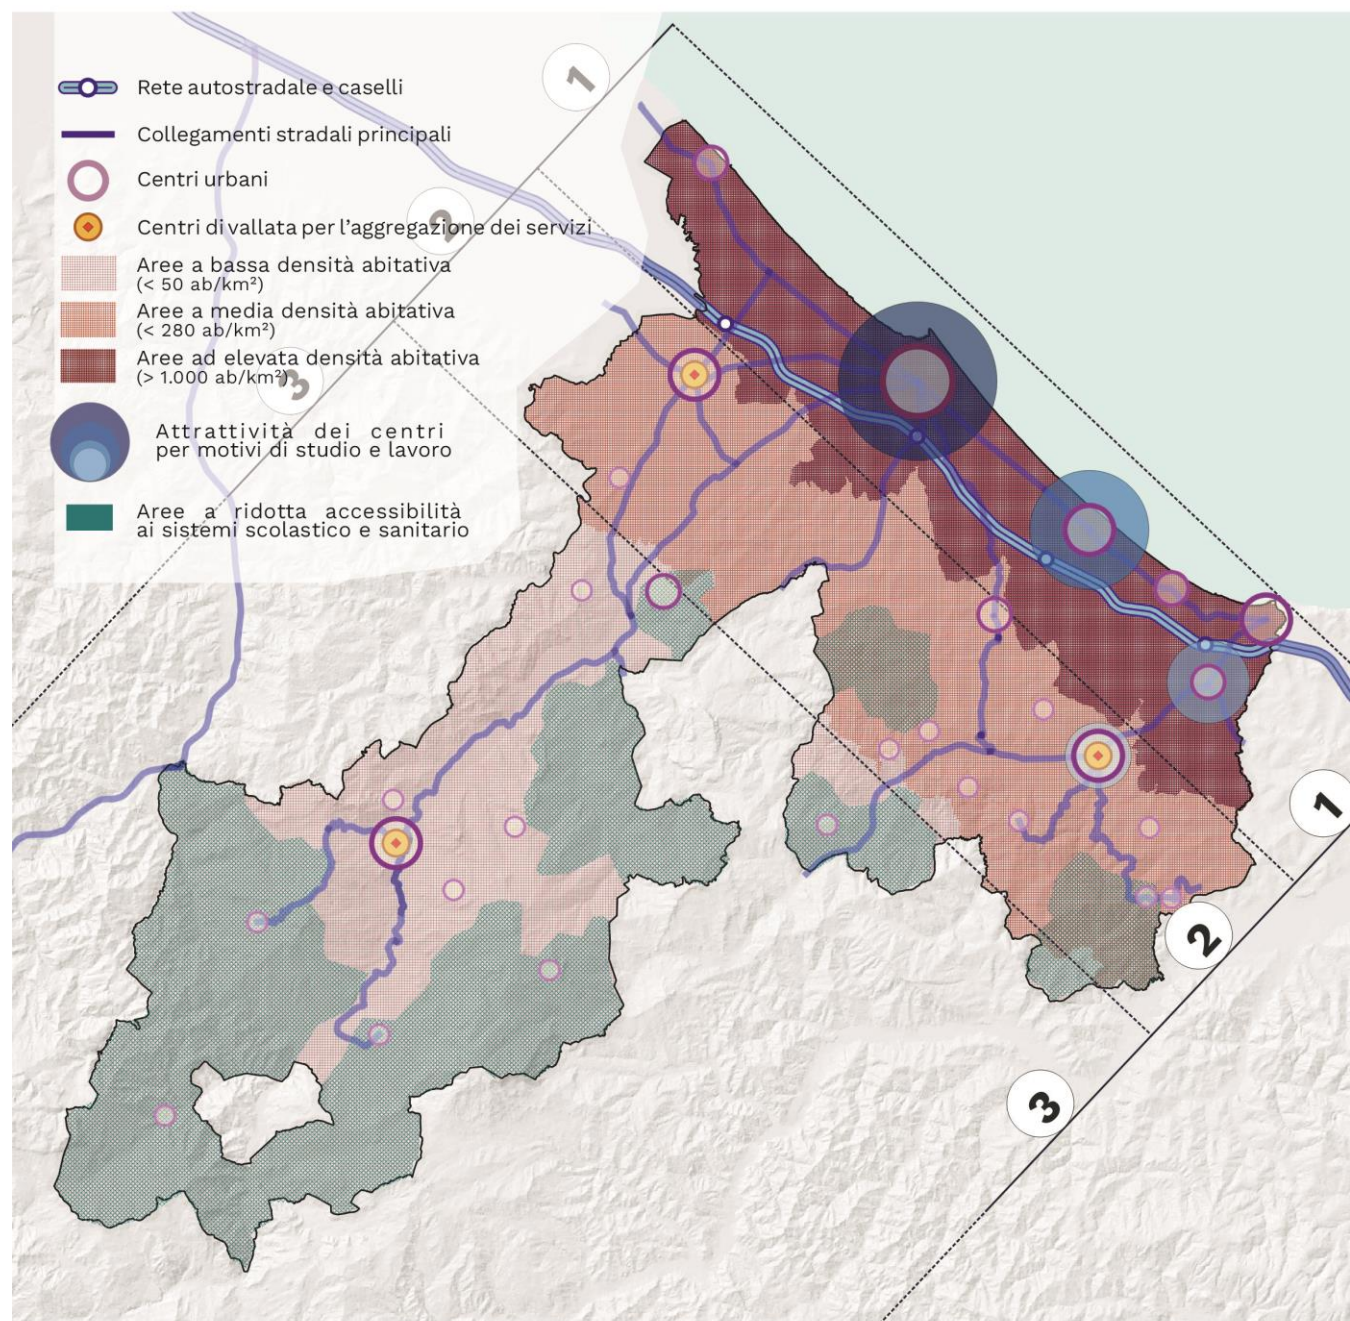 1
Rete autostradale e caselli
Collegamenti stradali principali
Centri urbani
2
Centri di vallata per l'aggregazione dei servizi
Aree a bassa densità abitativa
(< 50 ab/km²)
Aree a media densità abitativa
(< 280 ab/km²)
Aree ad elevata densità abitativa
(> 1.000 ab/km²)
3
Attrattività dei centri
per motivi di studio e lavoro
Aree a ridotta accessibilità
ai sistemi scolastico e sanitario
1
2
3